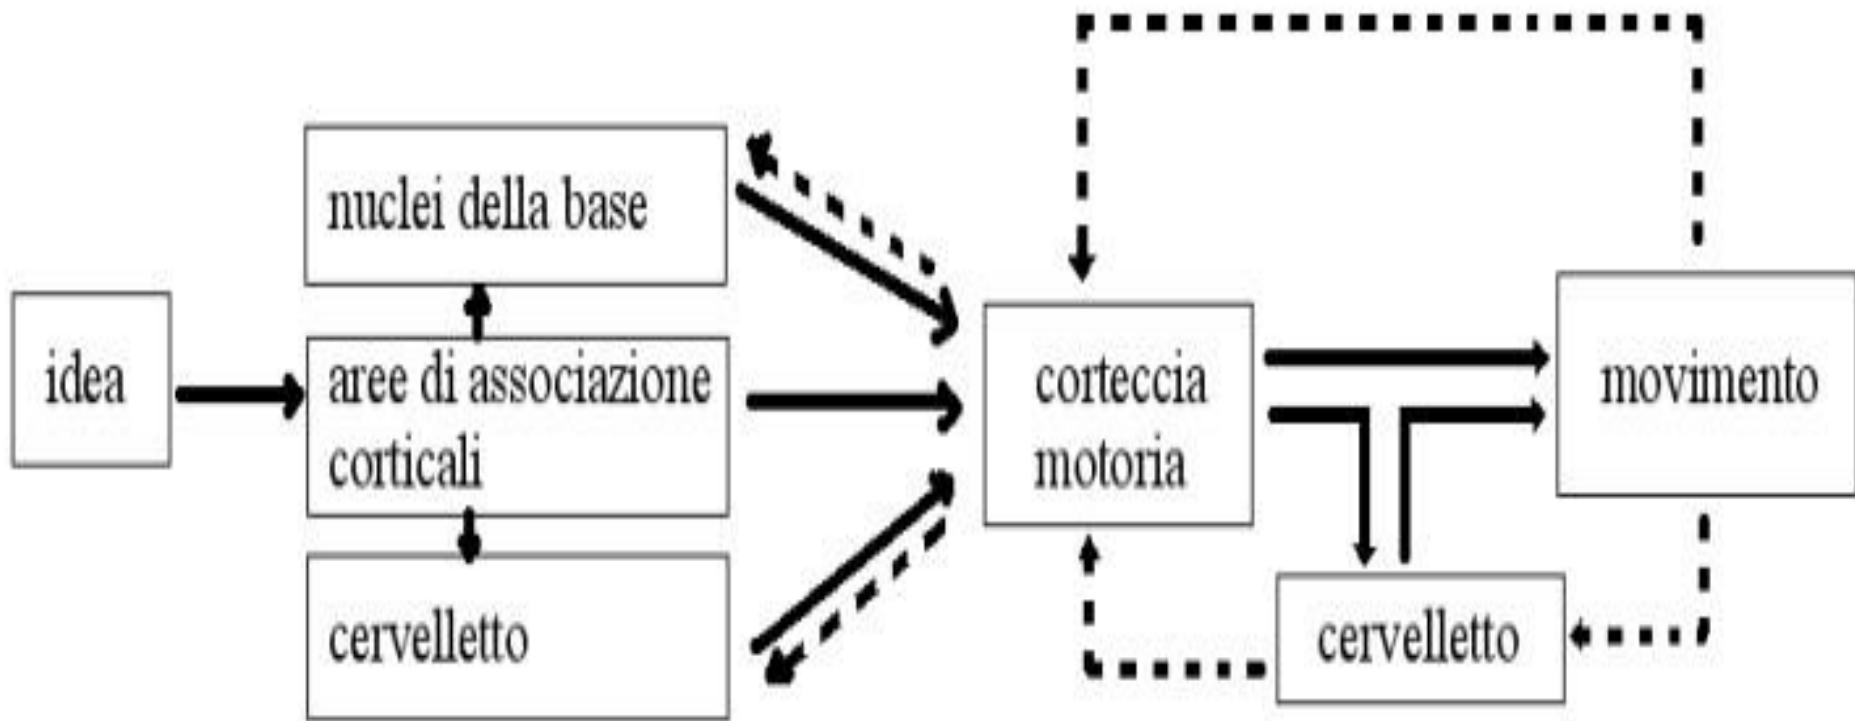 idea
nuclei della base
aree di associazione
corticali
cervelletto
corteccia
motoria
cervelletto
movimento